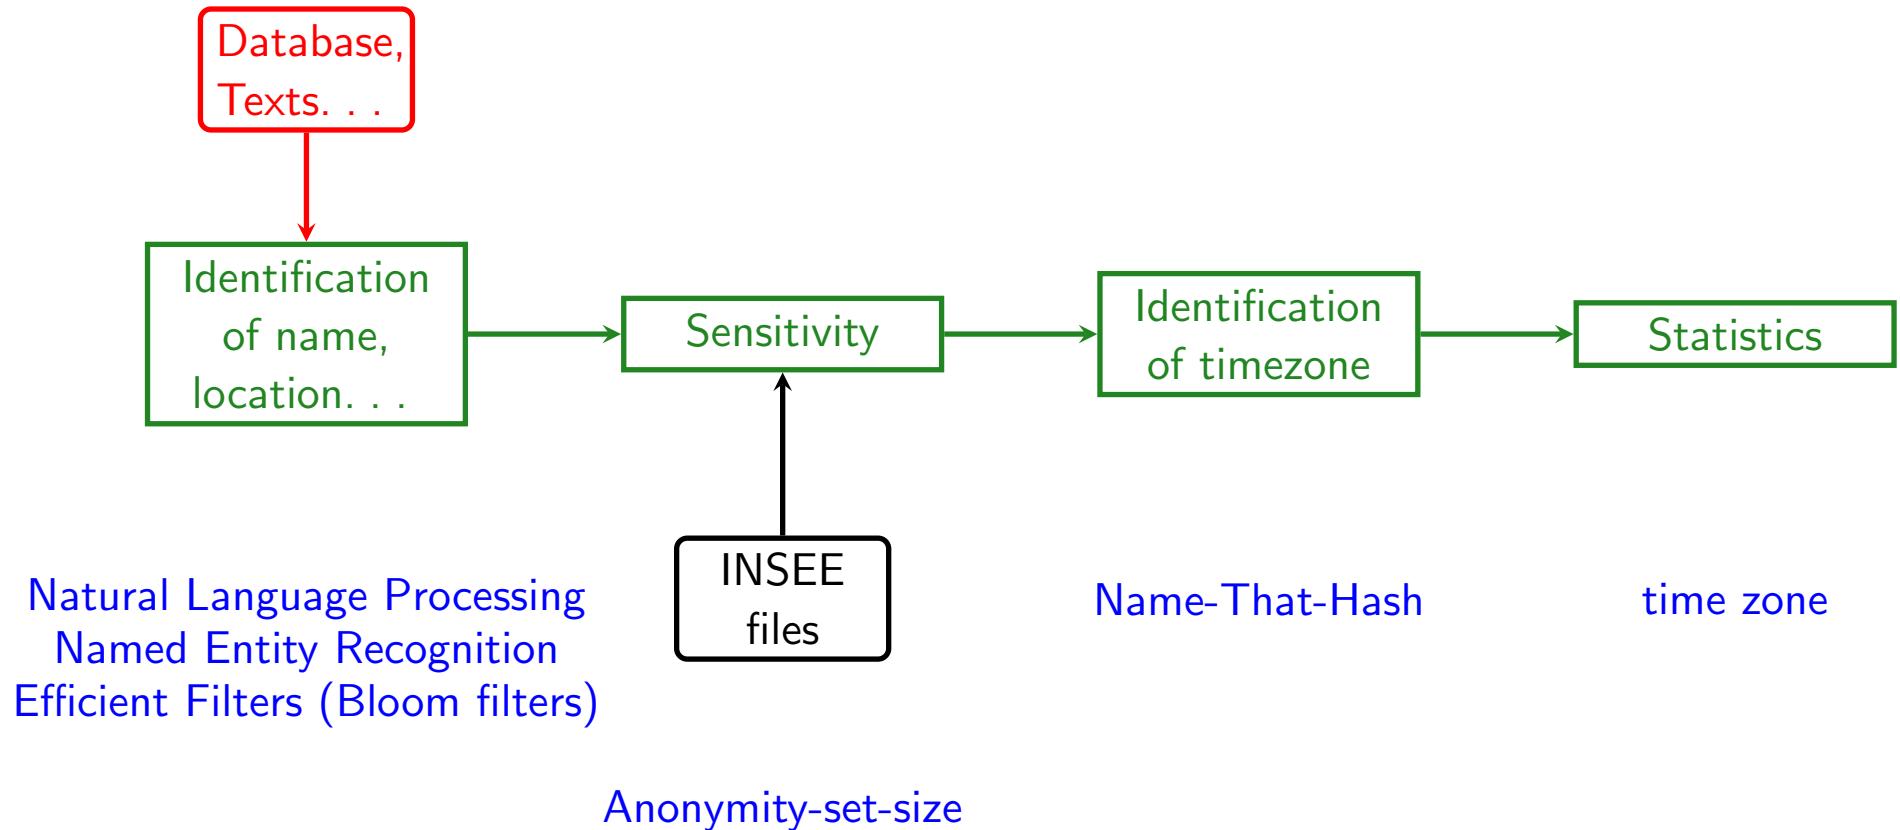 Database,
Texts. . .
Identification
of name,
location. . .
Sensitivity
Identification
of timezone
Statistics
INSEE
files
Natural Language Processing
Named Entity Recognition
Efficient Filters (Bloom filters)
Name-That-Hash
time zone
Anonymity-set-size